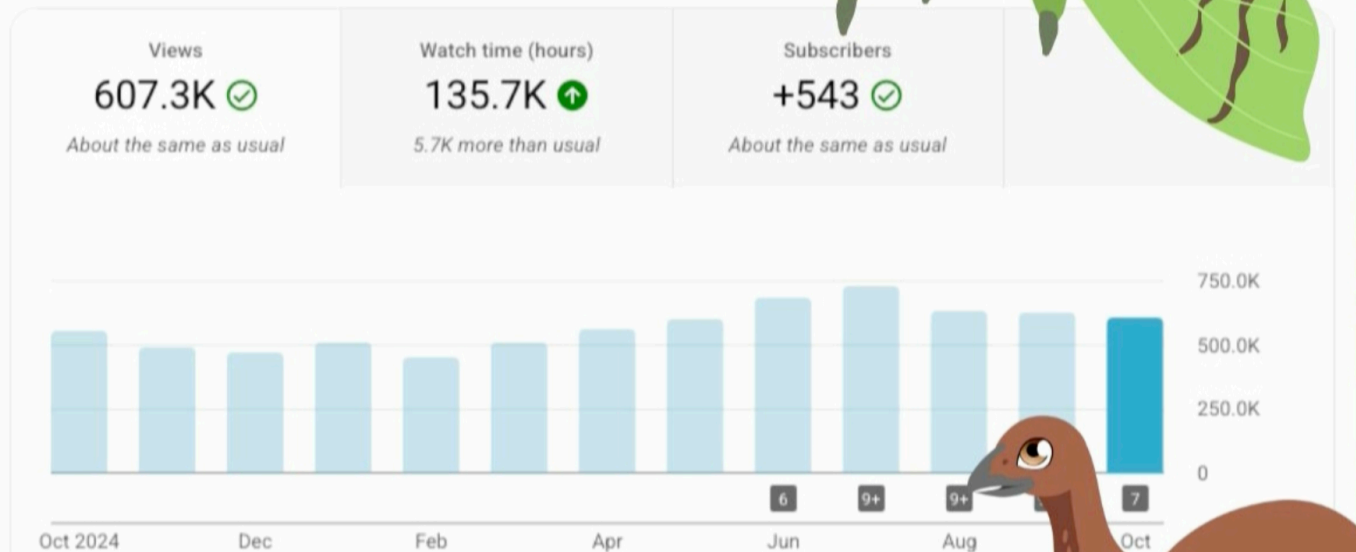 Views
607.3K
About the same as usual
Watch time (hours)
135.7K
5.7K more than usual
Subscribers
+543
About the same as usual
750.0K
500.0K
250.0K
0
6 9+ 9+ 7
Oct 2024 Dec Feb Apr Jun Aug Oct